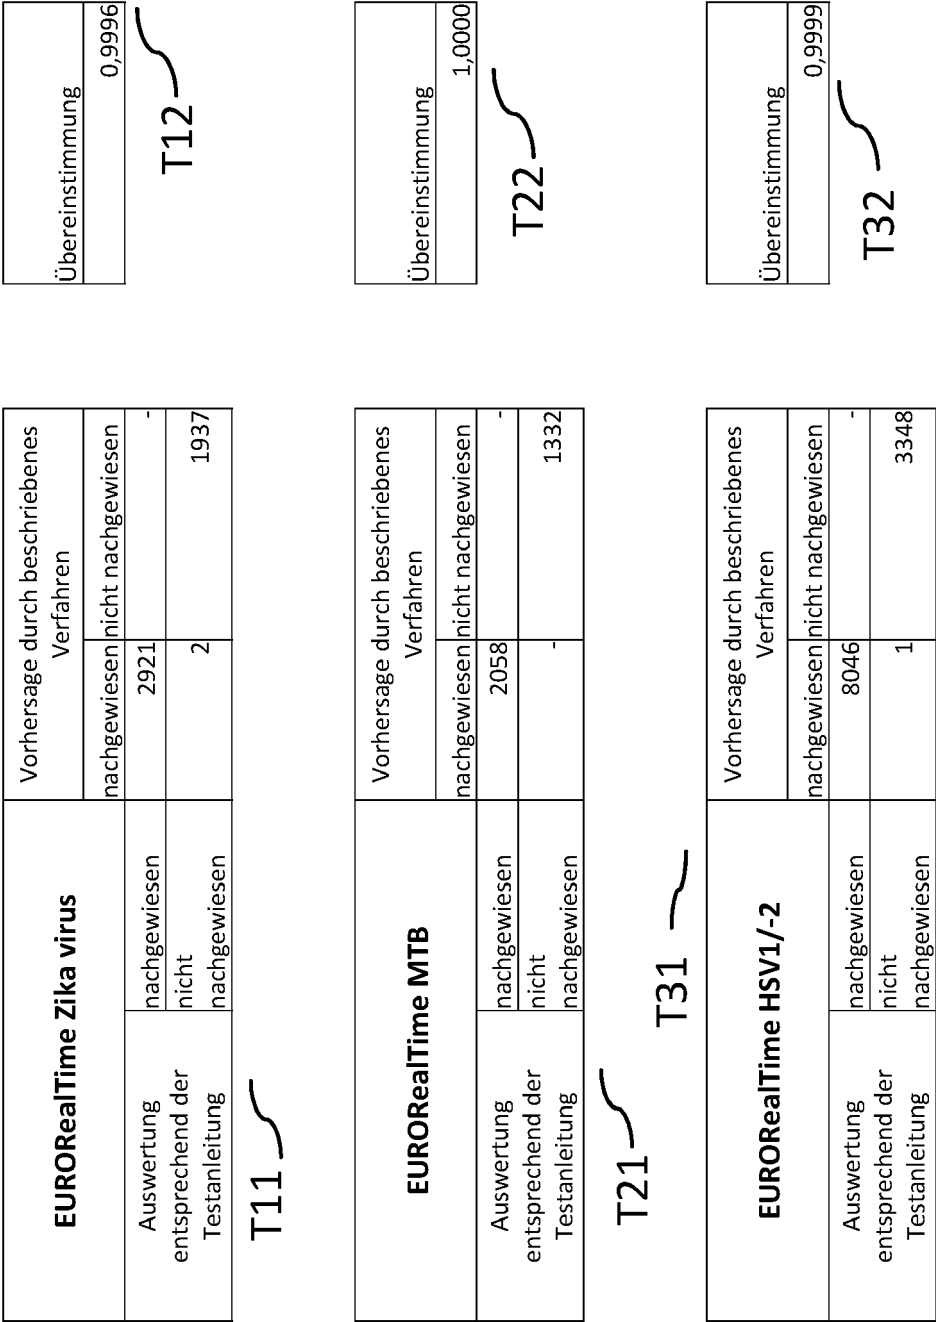 EURORealTime Zika virus
Vorhersage durch beschriebenes
Verfahren
nachgewiesen nicht nachgewiesen
Auswertung
entsprechend der
Testanleitung
nachgewiesen 2921 -
nicht
nachgewiesen 2 1937
Übereinstimmung
0,9996
T11
T12
EURORealTime MTB
Vorhersage durch beschriebenes
Verfahren
nachgewiesen nicht nachgewiesen
Auswertung
entsprechend der
Testanleitung
nachgewiesen 2058 -
nicht
nachgewiesen - 1332
Übereinstimmung
1,0000
T21
T22
T31
EURORealTime HSV1/-2
Vorhersage durch beschriebenes
Verfahren
nachgewiesen nicht nachgewiesen
Auswertung
entsprechend der
Testanleitung
nachgewiesen 8046 -
nicht
nachgewiesen 1 3348
Übereinstimmung
0,9999
T32